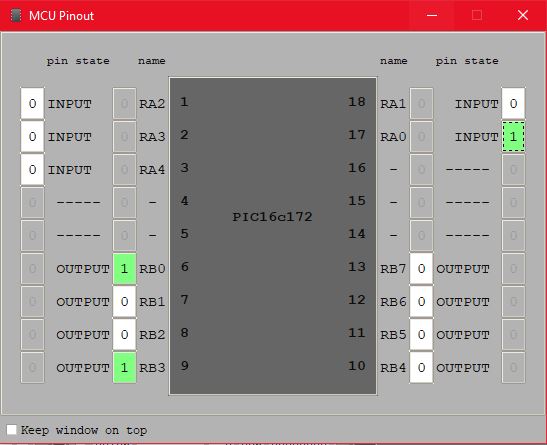 MCU Pinout
pin state name name pin state
0 INPUT 0 RA2 1 18 RA1 0 INPUT 0
0 INPUT 0 RA3 2 17 RA0 0 INPUT 1
0 INPUT 0 RA4 3 16 - 0 ----- 0
0 ----- 0 - 4 15 - 0 ----- 0
PIC16c172
0 ----- 0 - 5 14 - 0 ----- 0
0 OUTPUT 1 RB0 6 13 RB7 0 OUTPUT 0
0 OUTPUT 0 RB1 7 12 RB6 0 OUTPUT 0
0 OUTPUT 0 RB2 8 11 RB5 0 OUTPUT 0
0 OUTPUT 1 RB3 9 10 RB4 0 OUTPUT 0
Keep window on top